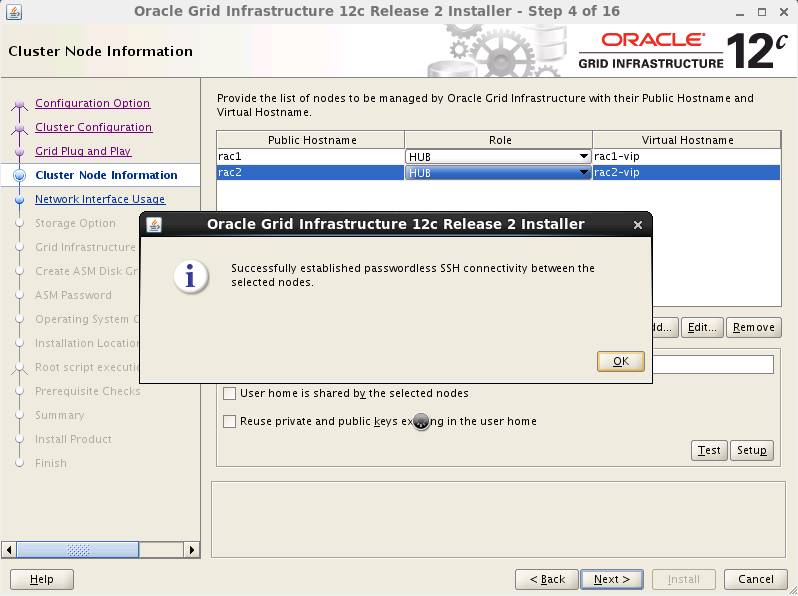 Oracle Grid Infrastructure 12c Release 2 Installer - Step 4 of 16
Cluster Node Information
ORACLE
GRID INFRASTRUCTURE
12c
Configuration Option
Cluster Configuration
Grid Plug and Play
Cluster Node Information
Network Interface Usage
Storage Option
Grid Infrastructure
Create ASM Disk Gr
ASM Password
Operating System
Installation Location
Root script executi
Prerequisite Checks
Summary
Install Product
Finish
Provide the list of nodes to be managed by Oracle Grid Infrastructure with their Public Hostname and
Virtual Hostname.
Public Hostname Role Virtual Hostname
rac1 HUB rac1-vip
rac2 HUB rac2-vip
Oracle Grid Infrastructure 12c Release 2 Installer
Successfully established passwordless SSH connectivity between the
selected nodes.
OK
dd... Edit... Remove
User home is shared by the selected nodes
Reuse private and public keys ex ng in the user home
Test Setup
Help < Back Next > Install Cancel